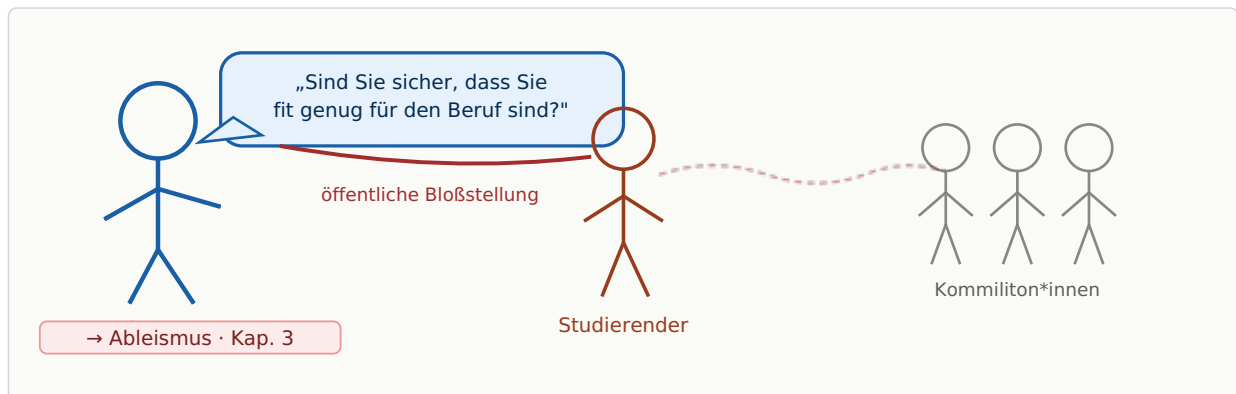 „Sind Sie sicher, dass Sie
fit genug für den Beruf sind?"
öffentliche Bloßstellung
Kommiliton*innen
Studierender
→ Ableismus · Kap. 3